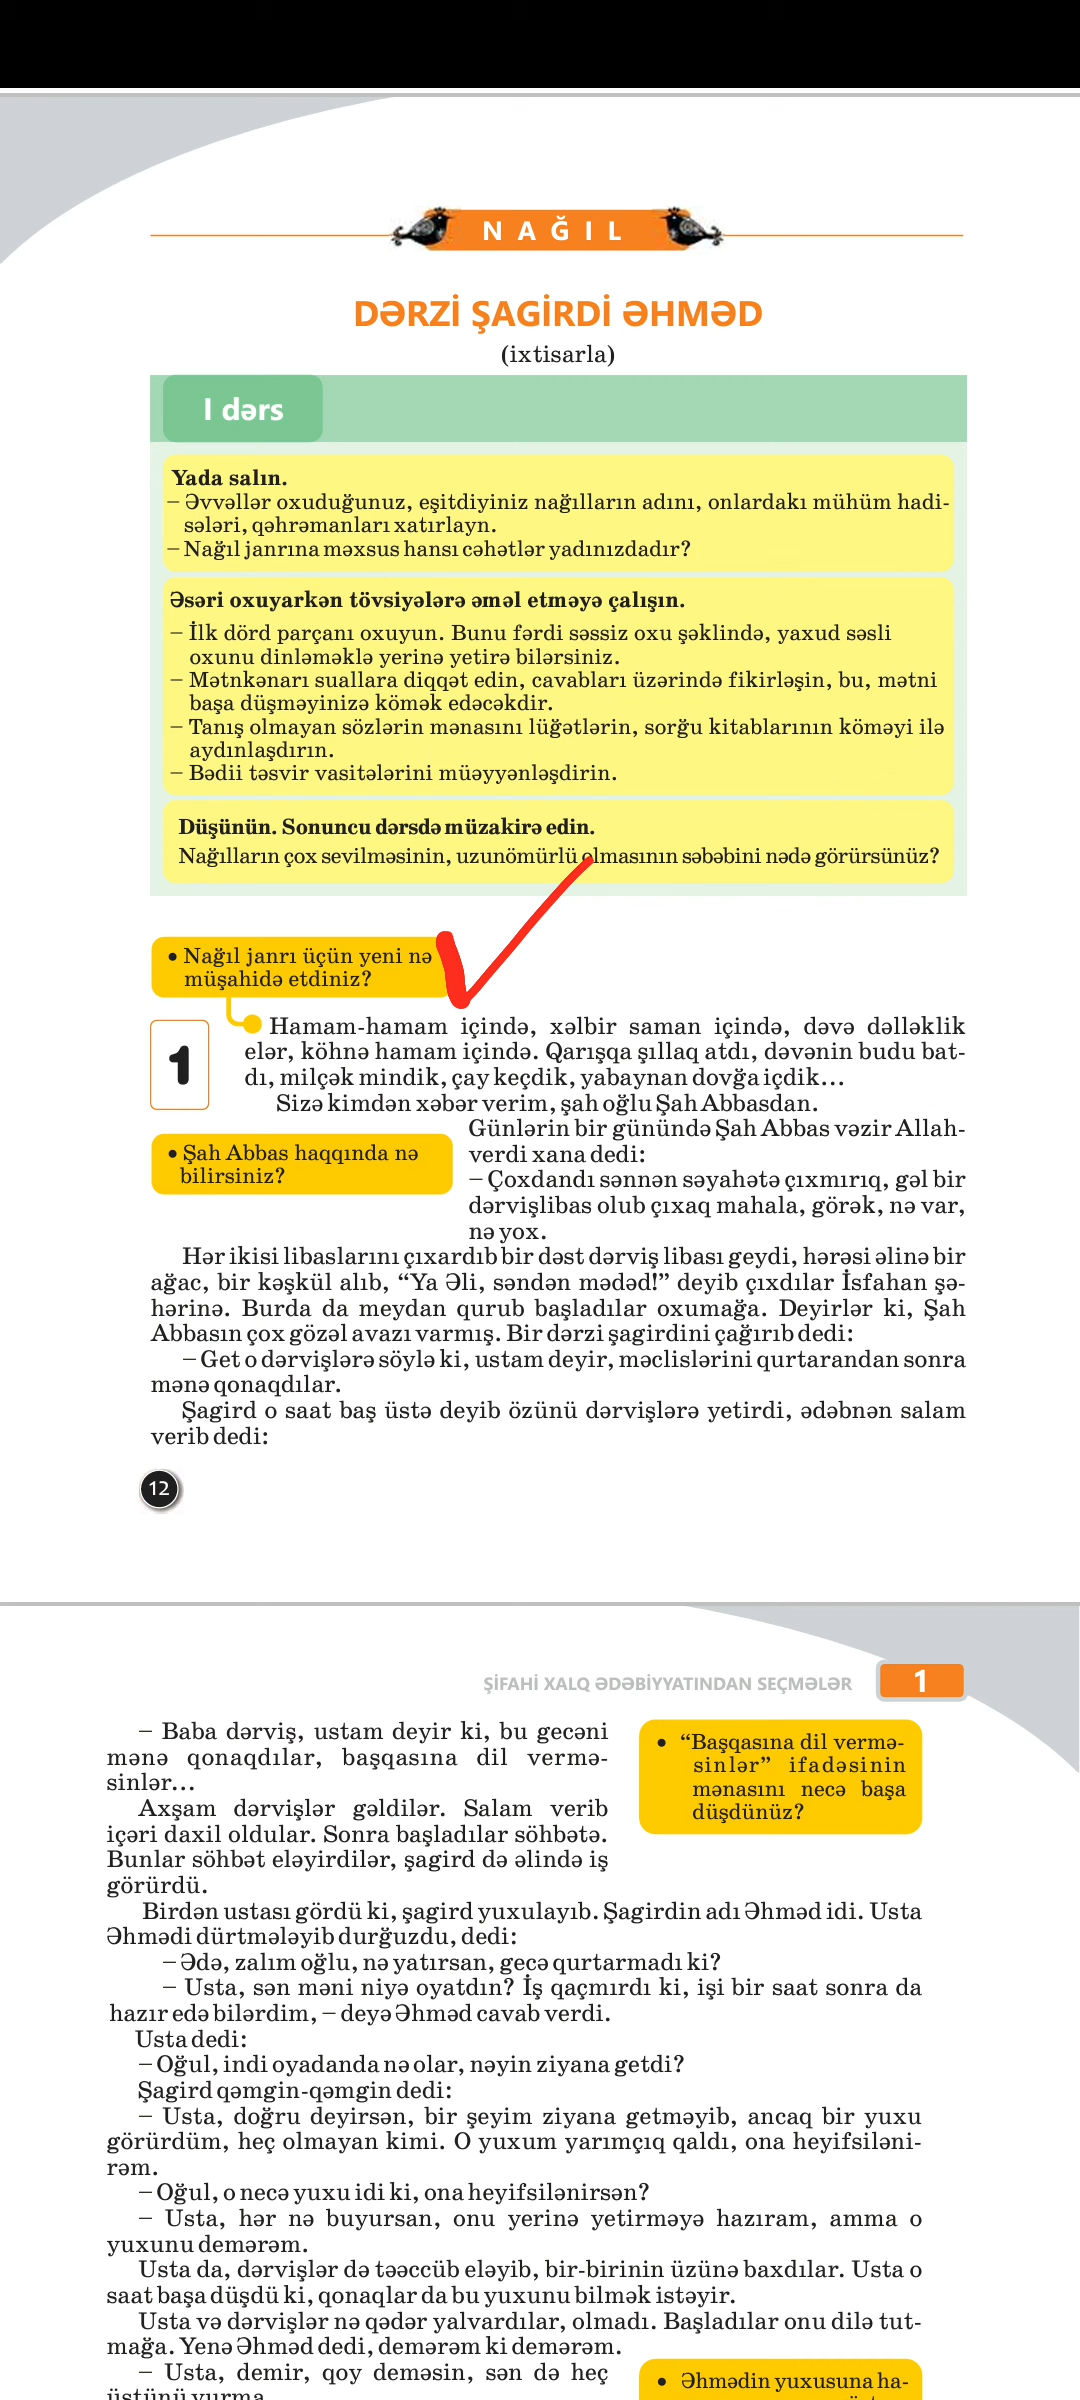 NAĞIL
DƏRZİ ŞAGİRDİ ƏHMƏD
(ixtisarla)
I dərs
Yada salın.
– Əvvəllər oxuduğunuz, eşitdiyiniz nağılların adını, onlardakı mühüm hadi-
sələri, qəhrəmanları xatırlayn.
– Nağıl janrına məxsus hansı cəhətlər yadınızdadır?
Əsəri oxuyarkən tövsiyələrə əməl etməyə çalışın.
– İlk dörd parçanı oxuyun. Bunu fərdi səssiz oxu şəklində, yaxud səsli
oxunu dinləməklə yerinə yetirə bilərsiniz.
– Mətnkənarı suallara diqqət edin, cavabları üzərində fikirləşin, bu, mətni
başa düşməyinizə kömək edəcəkdir.
– Tanış olmayan sözlərin mənasını lüğətlərin, sorğu kitablarının köməyi ilə
aydınlaşdırın.
– Bədii təsvir vasitələrini müəyyənləşdirin.
Düşünün. Sonuncu dərsdə müzakirə edin.
Nağılların çox sevilməsinin, uzunömürlü olmasının səbəbini nədə görürsünüz?
• Nağıl janrı üçün yeni nə
müşahidə etdiniz?
1
Hamam-hamam içində, xəlbir saman içində, dəvə dəlləklik
elər, köhnə hamam içində. Qarışqa şıllaq atdı, dəvənin budu bat-
dı, milçək mindik, çay keçdik, yabaynan dovğa içdik...
Sizə kimdən xəbər verim, şah oğlu Şah Abbasdan.
• Şah Abbas haqqında nə
bilirsiniz?
Günlərin bir günündə Şah Abbas vəzir Allah-
verdi xana dedi:
– Çoxdandı sənnən səyahətə çıxmırıq, gəl bir
dərvişlibas olub çıxaq mahala, görək, nə var,
nə yox.
Hər ikisi libaslarını çıxardıb bir dəst dərviş libası geydi, hərəsi əlinə bir
ağac, bir kəşkül alıb, “Ya Əli, səndən mədəd!” deyib çıxdılar İsfahan şə-
hərinə. Burda da meydan qurub başladılar oxumağa. Deyirlər ki, Şah
Abbasın çox gözəl avazı varmış. Bir dərzi şagirdini çağırıb dedi:
– Get o dərvişlərə söylə ki, ustam deyir, məclislərini qurtarandan sonra
mənə qonaqdılar.
Şagird o saat baş üstə deyib özünü dərvişlərə yetirdi, ədəbnən salam
verib dedi:
12
ŞİFAHİ XALQ ƏDƏBİYYATINDAN SEÇMƏLƏR
1
– Baba dərviş, ustam deyir ki, bu gecəni
mənə qonaqdılar, başqasına dil vermə-
sinlər...
• “Başqasına dil vermə-
sinlər” ifadəsinin
mənasını necə başa
düşdünüz?
Axşam dərvişlər gəldilər. Salam verib
içəri daxil oldular. Sonra başladılar söhbətə.
Bunlar söhbət eləyirdilər, şagird də əlində iş
görürdü.
Birdən ustası gördü ki, şagird yuxulayıb. Şagirdin adı Əhməd idi. Usta
Əhmədi dürtmələyib durğuzdu, dedi:
– Ədə, zalım oğlu, nə yatırsan, gecə qurtarmadı ki?
– Usta, sən məni niyə oyatdın? İş qaçmırdı ki, işi bir saat sonra da
hazır edə bilərdim, – deyə Əhməd cavab verdi.
Usta dedi:
– Oğul, indi oyadanda nə olar, nəyin ziyana getdi?
Şagird qəmgin-qəmgin dedi:
– Usta, doğru deyirsən, bir şeyim ziyana getməyib, ancaq bir yuxu
görürdüm, heç olmayan kimi. O yuxum yarımçıq qaldı, ona heyifsiləni-
rəm.
– Oğul, o necə yuxu idi ki, ona heyifsilənirsən?
– Usta, hər nə buyursan, onu yerinə yetirməyə hazıram, amma o
yuxunu demərəm.
Usta da, dərvişlər də təəccüb eləyib, bir-birinin üzünə baxdılar. Usta o
saat başa düşdü ki, qonaqlar da bu yuxunu bilmək istəyir.
Usta və dərvişlər nə qədər yalvardılar, olmadı. Başladılar onu dilə tut-
mağa. Yenə Əhməd dedi, demərəm ki demərəm.
– Usta, demir, qoy deməsin, sən də heç
üstünü vurma
• Əhmədin yuxusuna ha-